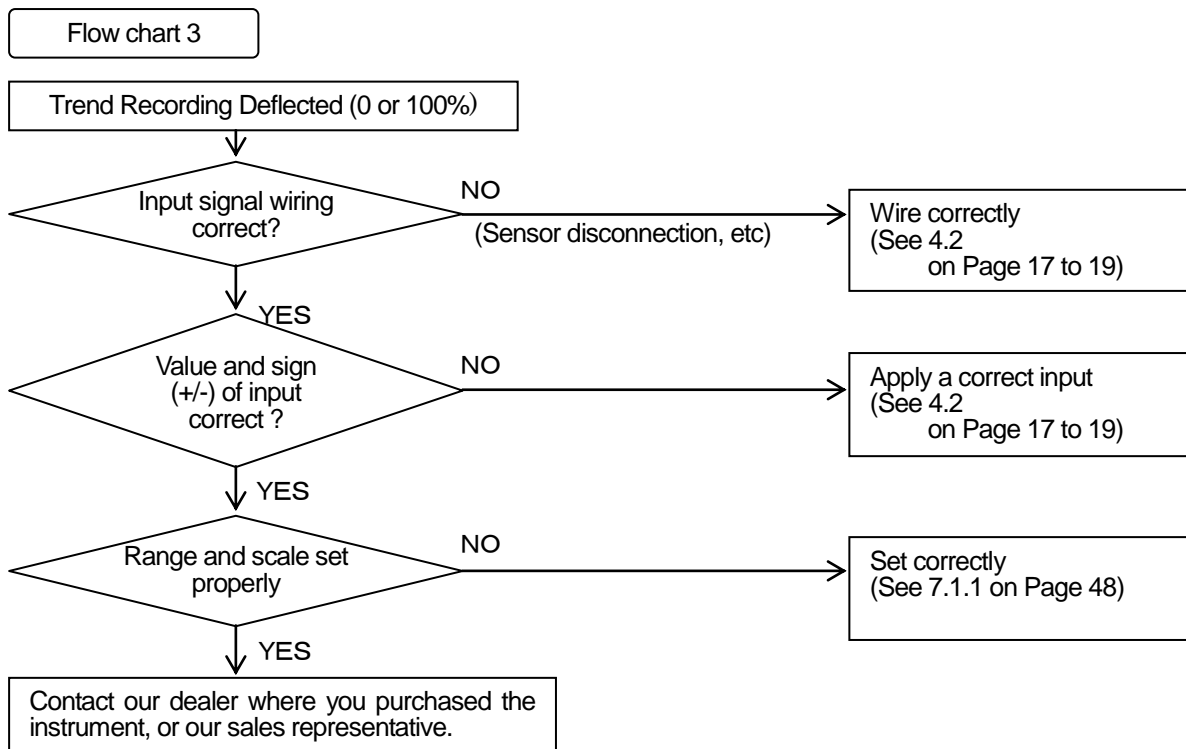 Flow chart 3
Trend Recording Deflected (0 or 100%)
Input signal wiring
correct?
NO
(Sensor disconnection, etc)
Wire correctly
(See 4.2
on Page 17 to 19)
YES
Value and sign
(+/-) of input
correct ?
NO
Apply a correct input
(See 4.2
on Page 17 to 19)
YES
Range and scale set
properly
NO
Set correctly
(See 7.1.1 on Page 48)
YES
Contact our dealer where you purchased the
instrument, or our sales representative.